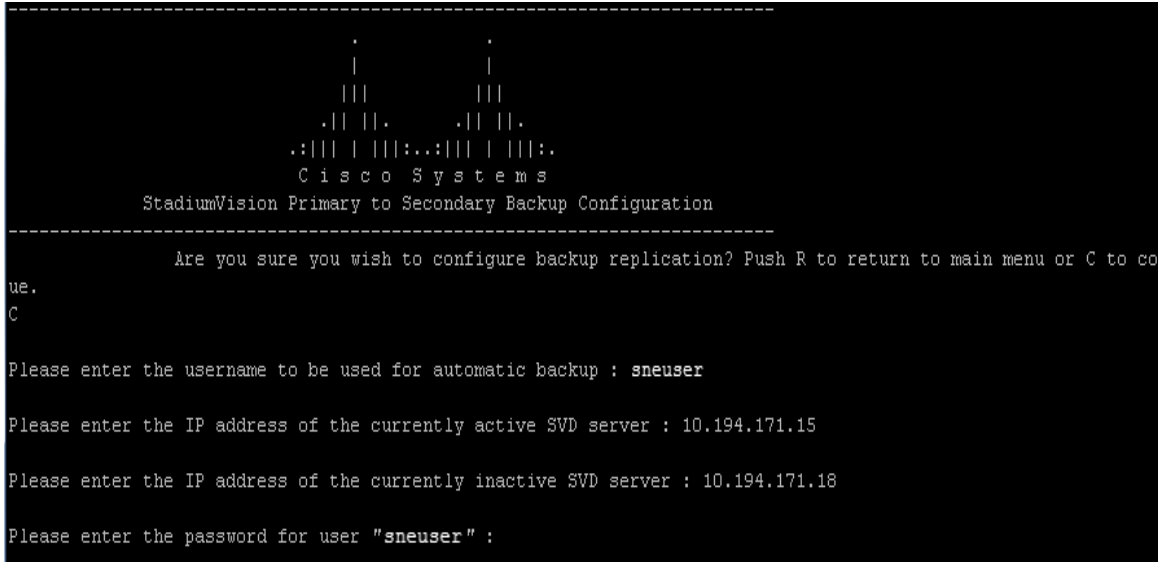 C i s c o S y s t e m s
StadiumVision Primary to Secondary Backup Configuration
Are you sure you wish to configure backup replication? Push R to return to main menu or C to co
ue.
C
Please enter the username to be used for automatic backup : sneuser
Please enter the IP address of the currently active SVD server : 10.194.171.15
Please enter the IP address of the currently inactive SVD server : 10.194.171.18
Please enter the password for user "sneuser" :